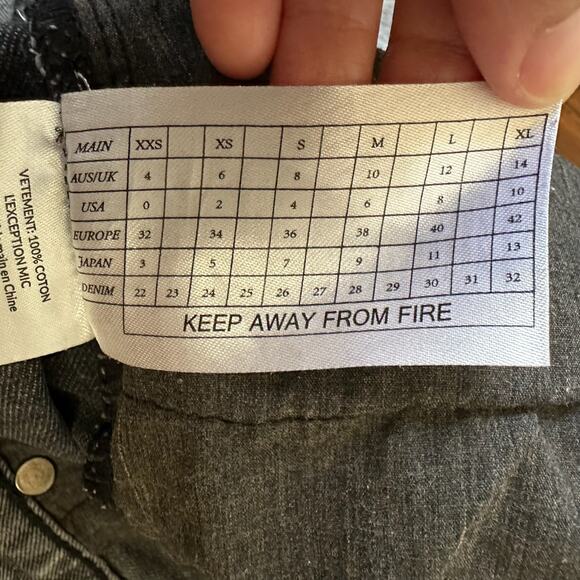 MAIN XXS XS S M L XL
AUS/UK 4 6 8 10 12 14
USA 0 2 4 6 8 10
EUROPE 32 34 36 38 40 42
JAPAN 3 5 7 9 11 13
DENIM 22 23 24 25 26 27 28 29 30 31 32
KEEP AWAY FROM FIRE
VETEMENT: 100% COTON
L'EXCEPTION MIC
main en Chine